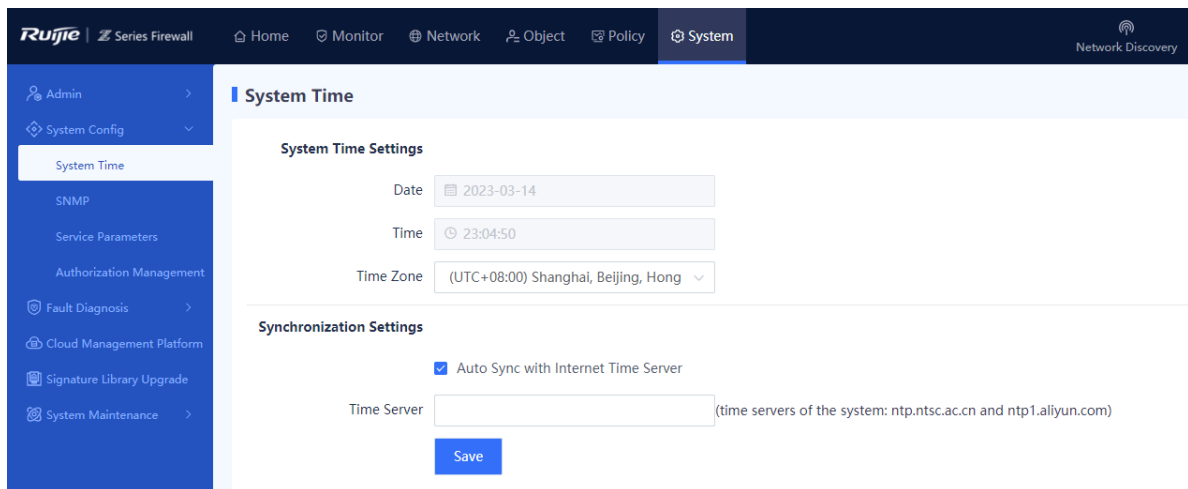 Ruijie | Z Series Firewall
Home
Monitor
Network
Object
Policy
System
Network Discovery
Admin
System Config
System Time
SNMP
Service Parameters
Authorization Management
Fault Diagnosis
Cloud Management Platform
Signature Library Upgrade
System Maintenance
System Time
System Time Settings
Date 2023-03-14
Time 23:04:50
Time Zone (UTC+08:00) Shanghai, Beijing, Hong
Synchronization Settings
Auto Sync with Internet Time Server
Time Server (time servers of the system: ntp.ntsc.ac.cn and ntp1.aliyun.com)
Save